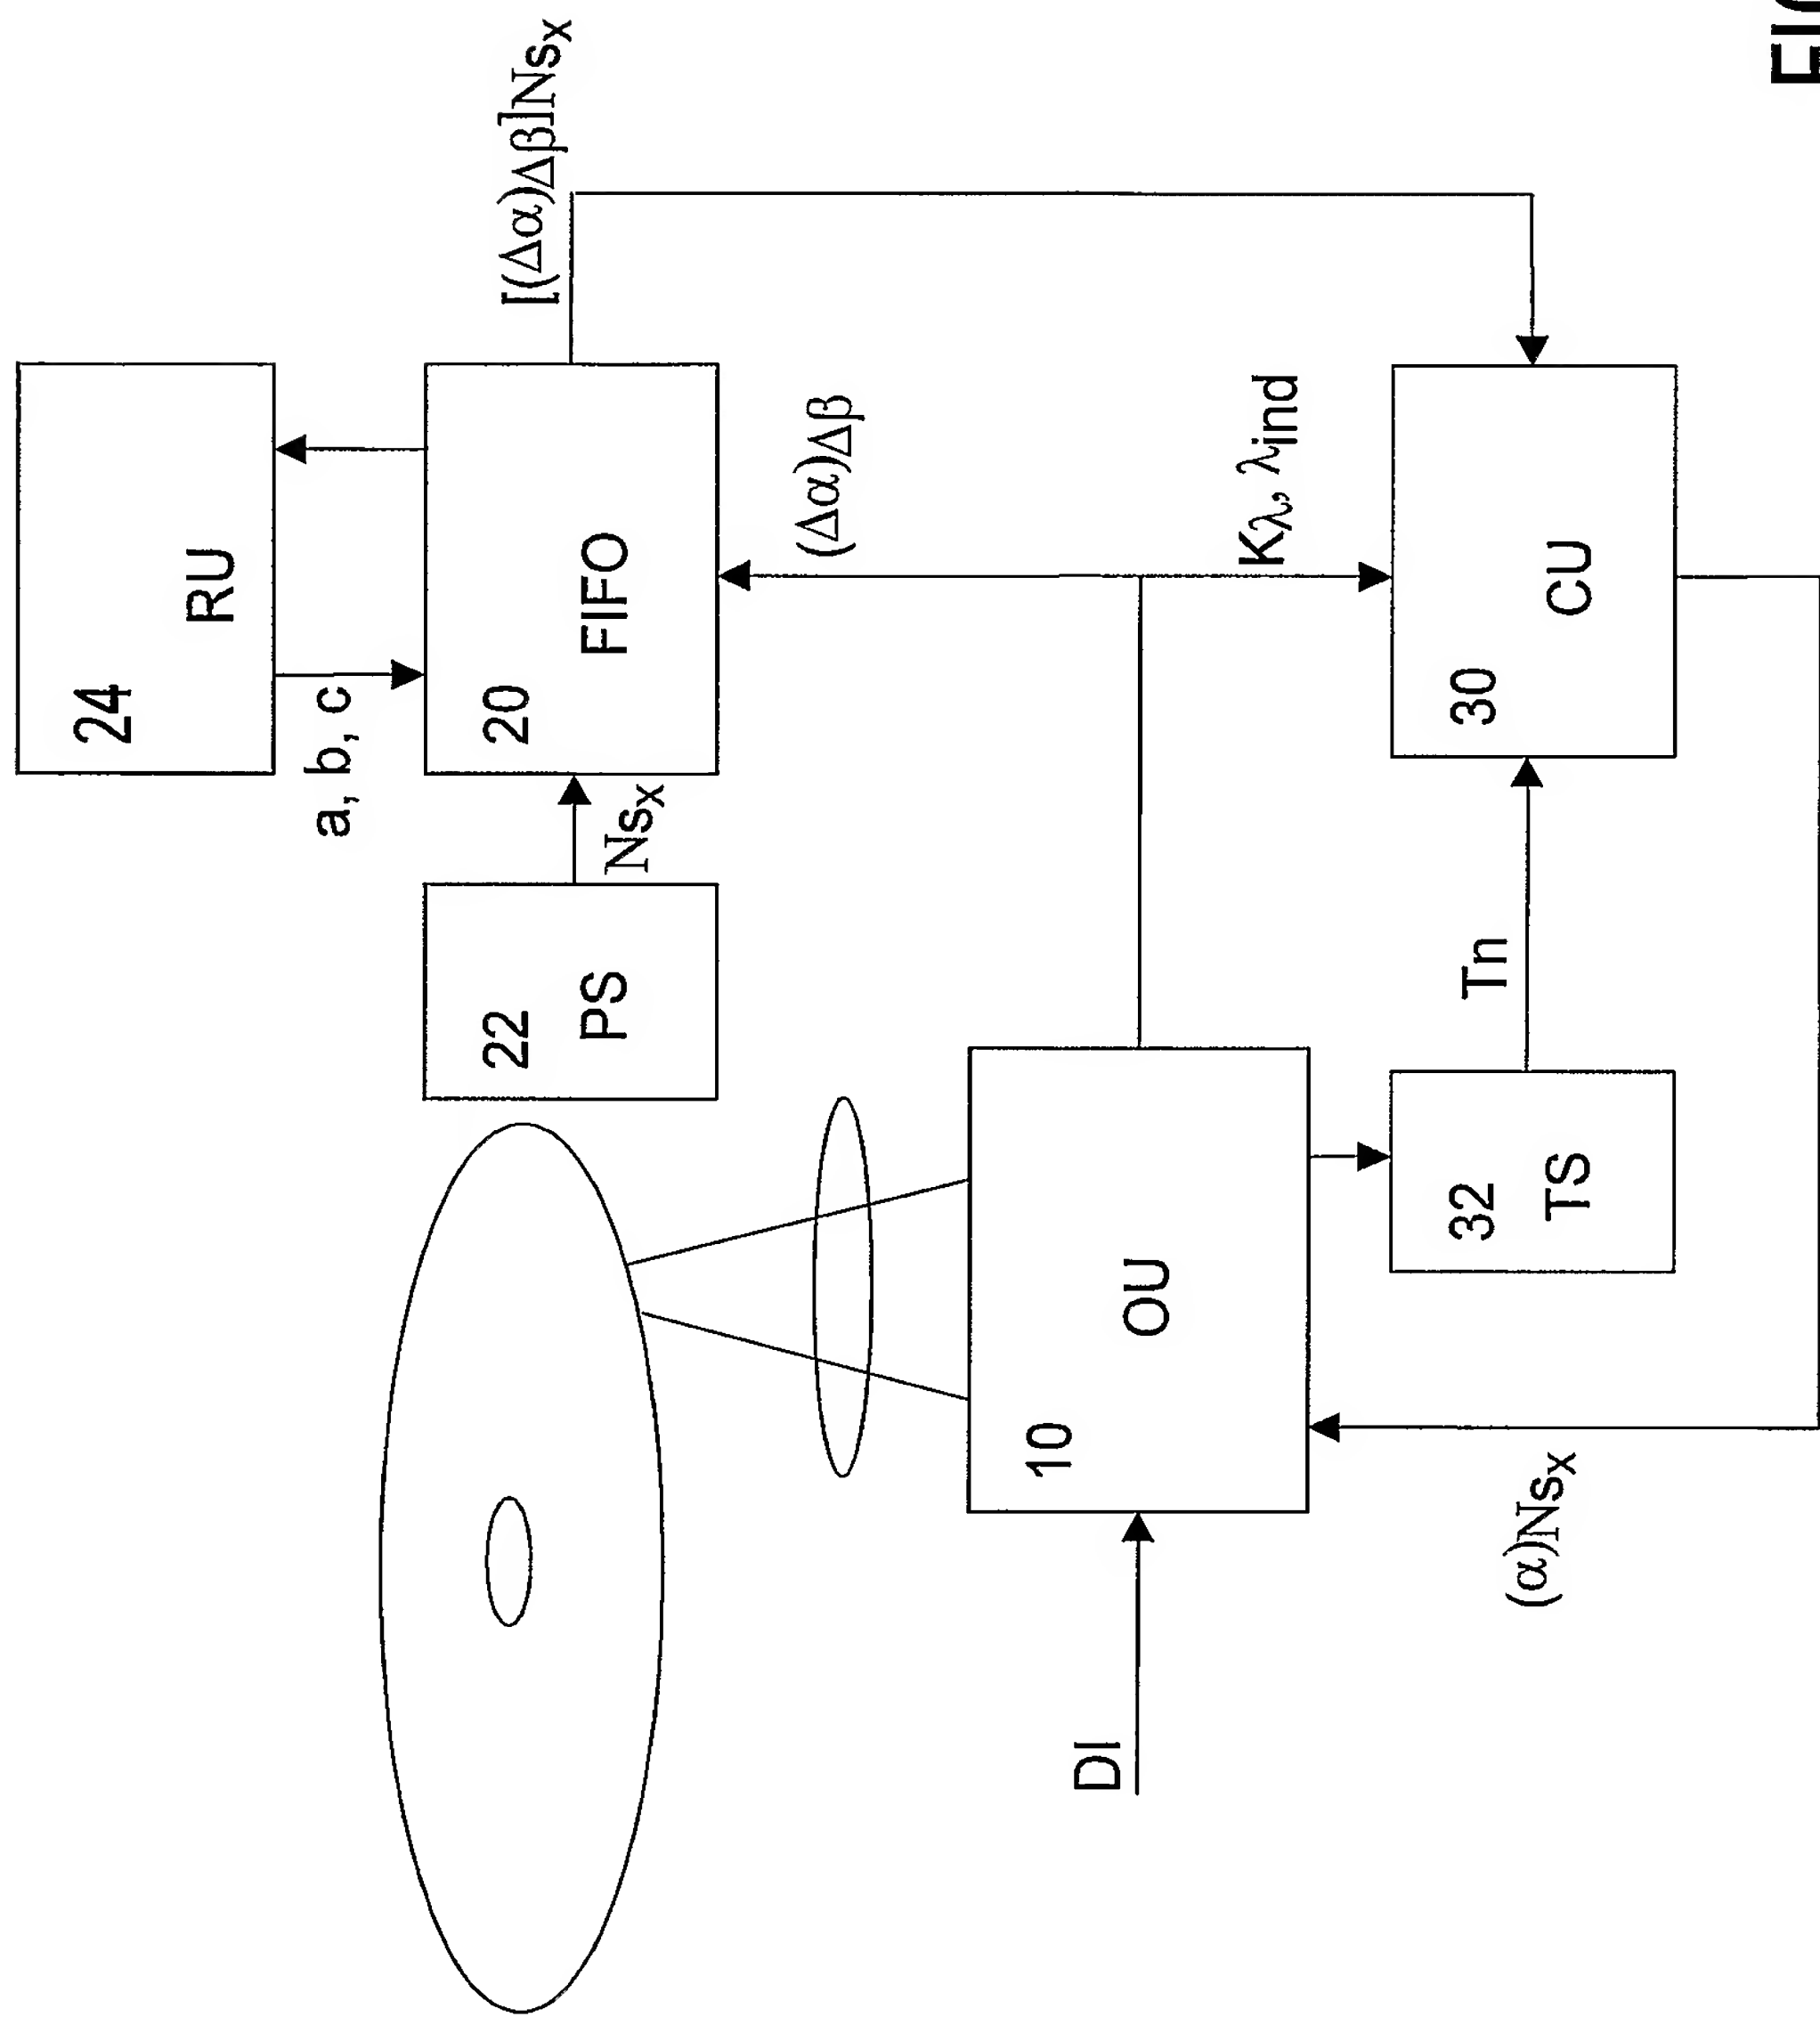 24
RU
a, b, c
20
FIFO
[(Δα)Δβ]Nsx
22
PS
Nsx
(Δα)Δβ
Kλ, λind
10
OU
DI
30
CU
Tn
32
TS
(α)Nsx